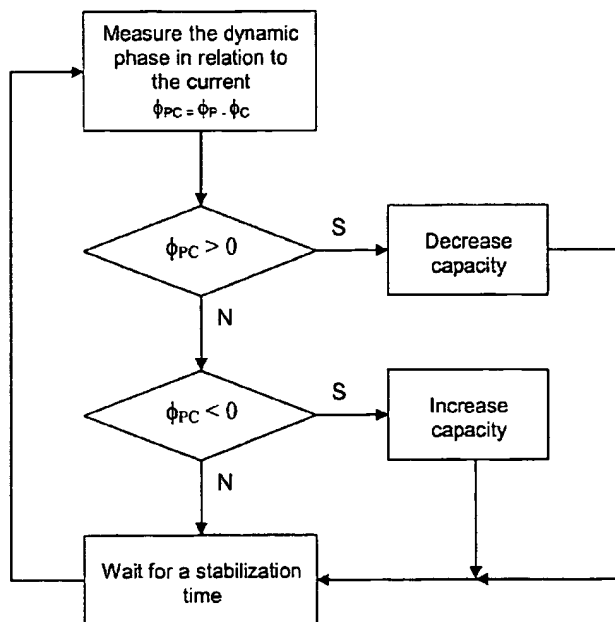 Measure the dynamic
phase in relation to
the current
ϕPC = ϕP - ϕC
ϕPC > 0
S
Decrease
capacity
N
ϕPC < 0
S
Increase
capacity
N
Wait for a stabilization
time